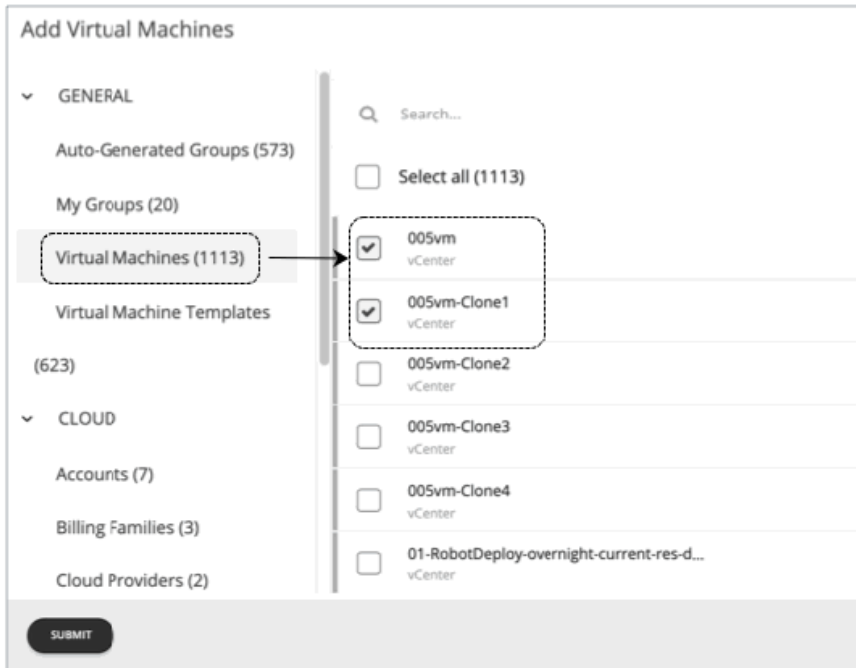 Add Virtual Machines
GENERAL
Auto-Generated Groups (573)
My Groups (20)
Virtual Machines (1113)
Virtual Machine Templates
(623)
CLOUD
Accounts (7)
Billing Families (3)
Cloud Providers (2)
SUBMIT
Search...
Select all (1113)
005vm
vCenter
005vm-Clone1
vCenter
005vm-Clone2
vCenter
005vm-Clone3
vCenter
005vm-Clone4
vCenter
01-RobotDeploy-overnight-current-res-d...
vCenter